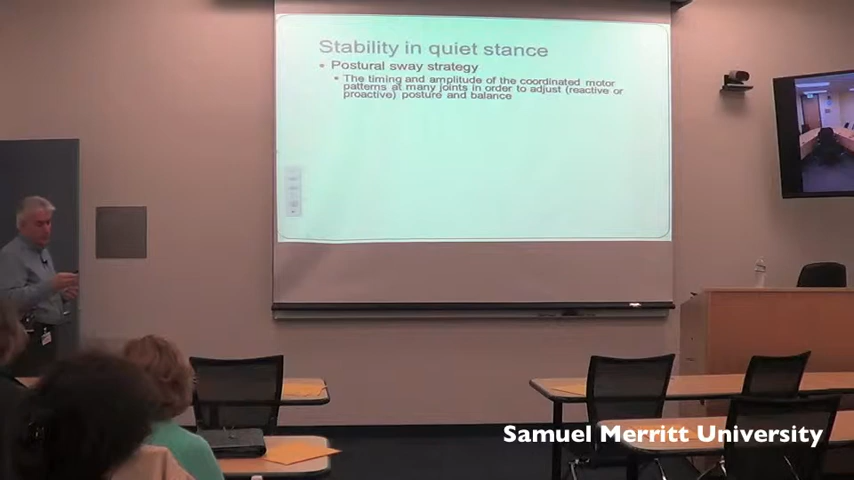 Stability in quiet stance
• Postural sway strategy
• The timing and amplitude of the coordinated motor
patterns at many joints in order to adjust (reactive or
proactive) posture and balance
Samuel Merritt University